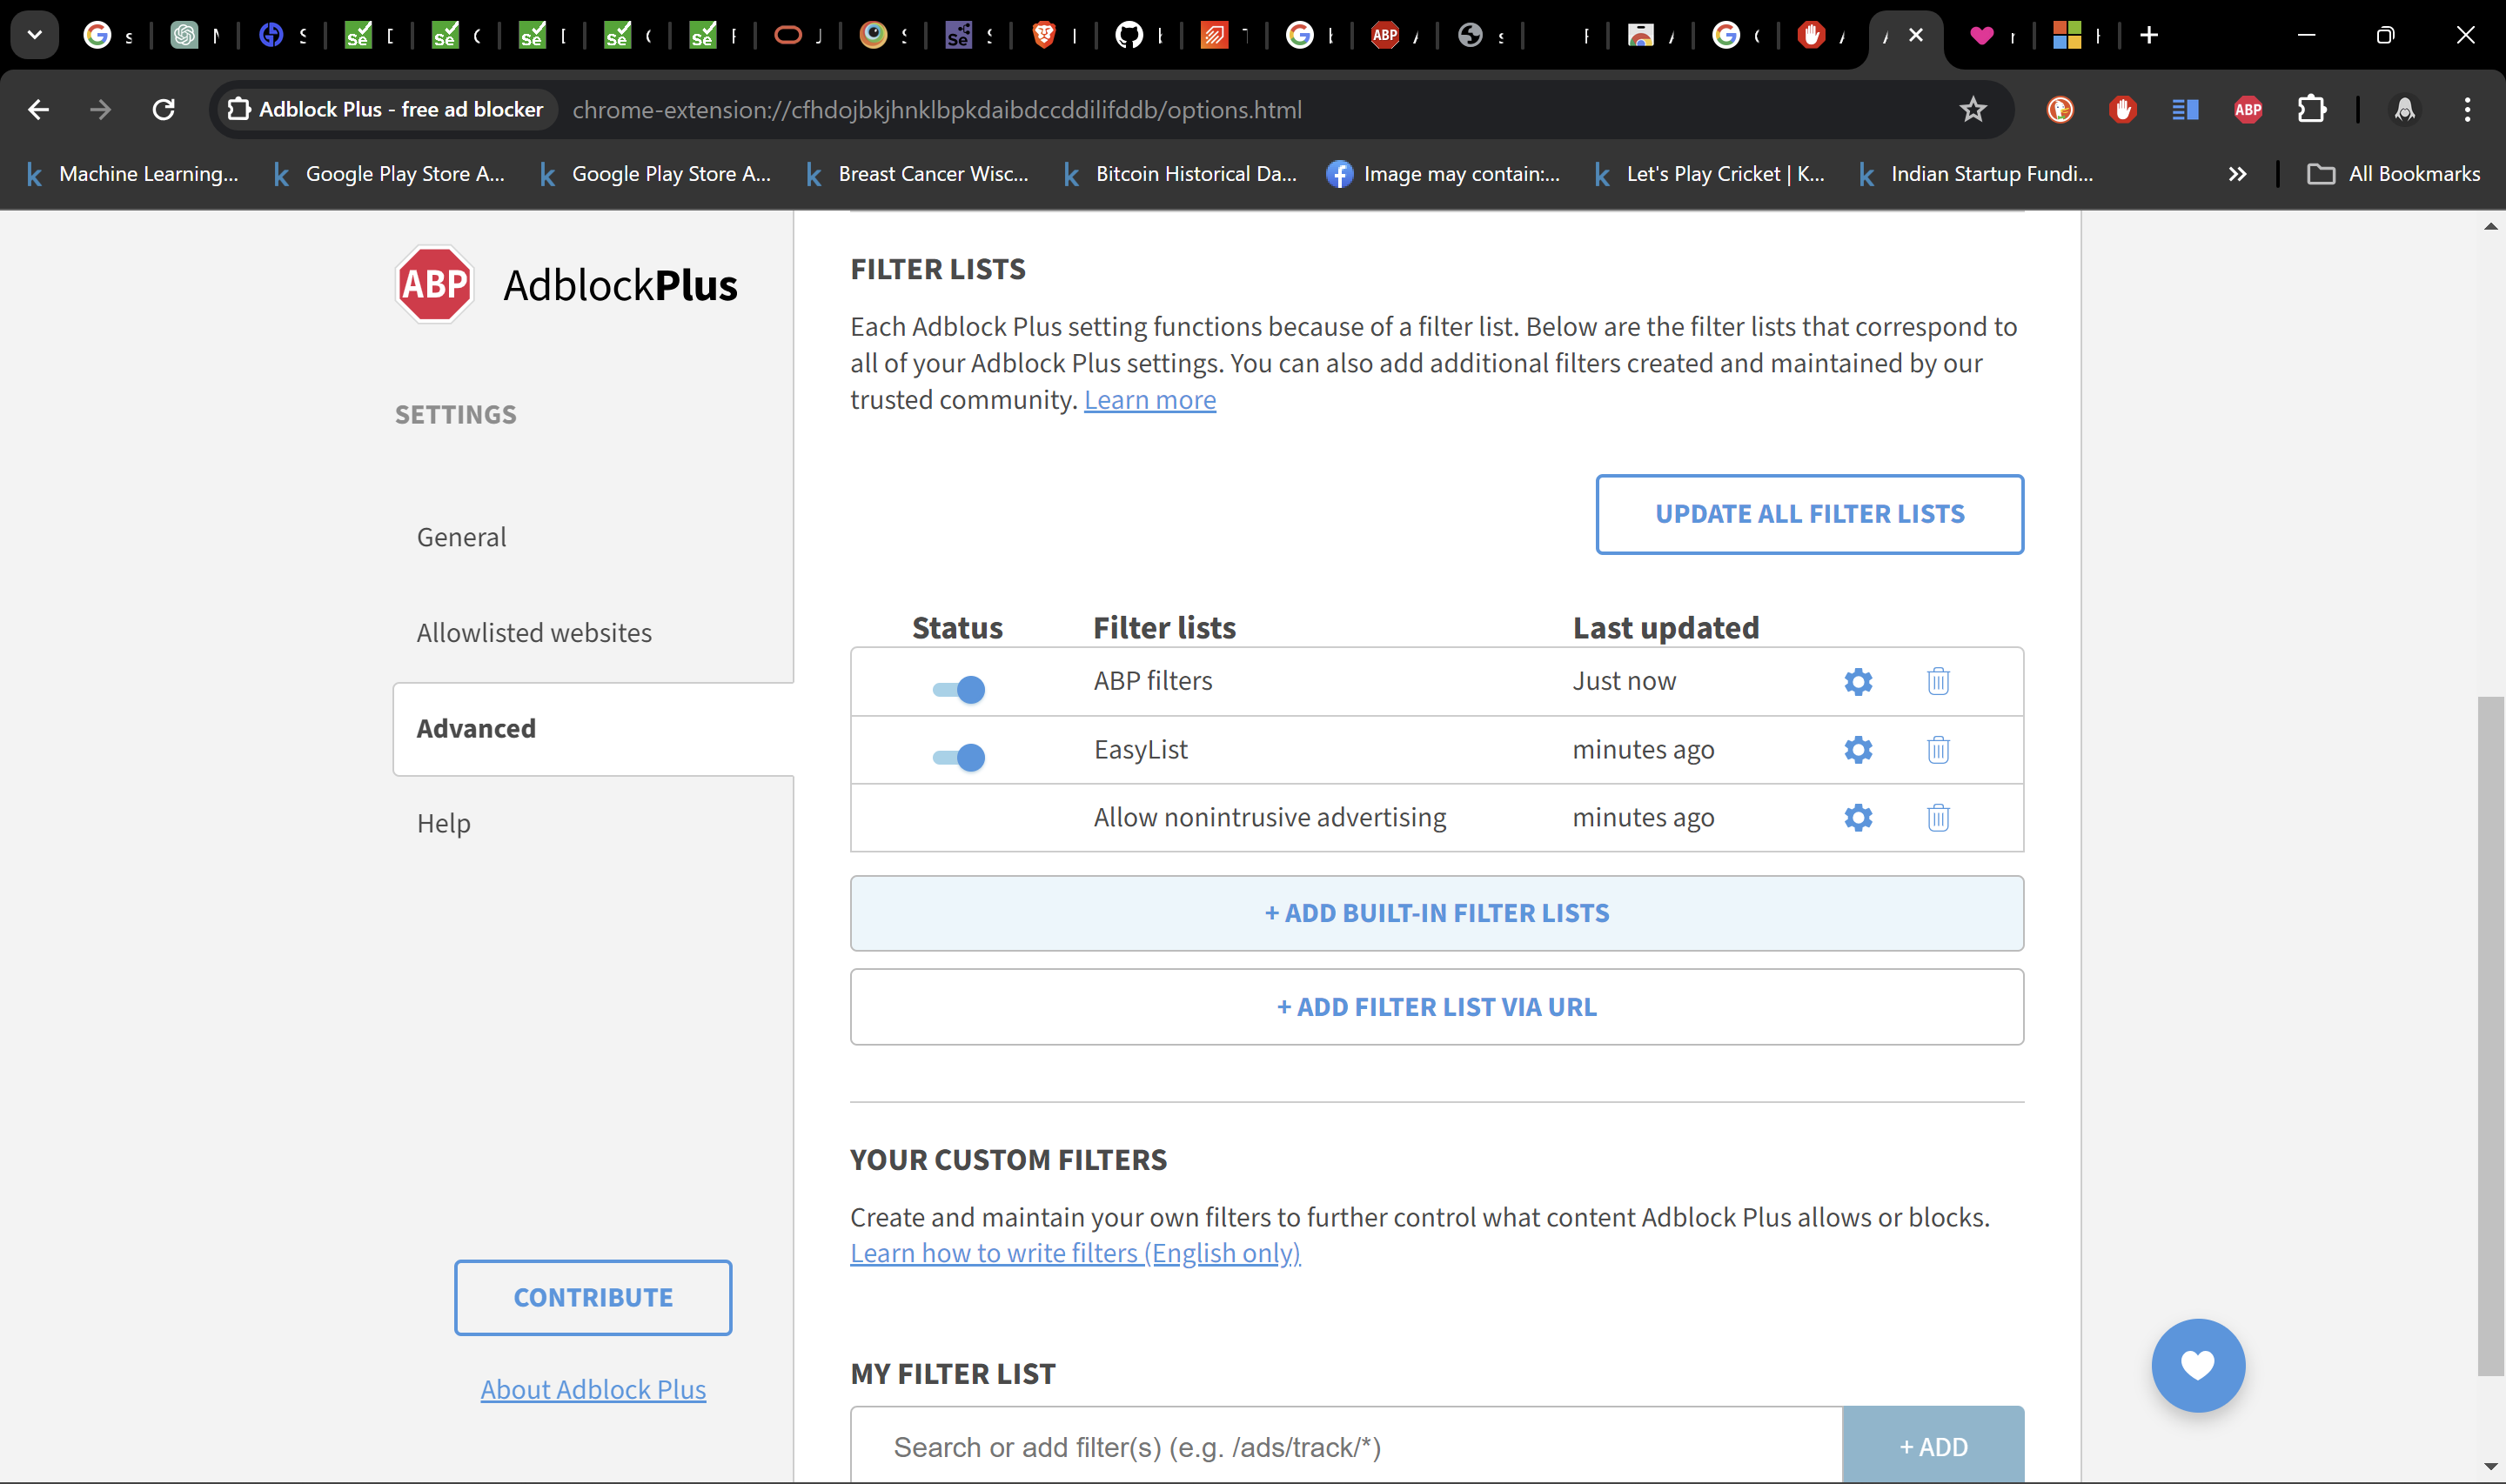 Adblock Plus - free ad blocker
chrome-extension://cfhdojbkjhnklbpkdaibdccddilifddb/options.html
ABP
Machine Learning...
Google Play Store A...
Google Play Store A...
Breast Cancer Wisc...
Bitcoin Historical Da...
Image may contain:...
Let's Play Cricket | K...
Indian Startup Fundi...
All Bookmarks
ABP
AdblockPlus
SETTINGS
General
Allowlisted websites
Advanced
Help
CONTRIBUTE
About Adblock Plus
FILTER LISTS
Each Adblock Plus setting functions because of a filter list. Below are the filter lists that correspond to
all of your Adblock Plus settings. You can also add additional filters created and maintained by our
trusted community. Learn more
UPDATE ALL FILTER LISTS
Status Filter lists Last updated
ABP filters Just now
EasyList minutes ago
Allow nonintrusive advertising minutes ago
+ ADD BUILT-IN FILTER LISTS
+ ADD FILTER LIST VIA URL
YOUR CUSTOM FILTERS
Create and maintain your own filters to further control what content Adblock Plus allows or blocks.
Learn how to write filters (English only)
MY FILTER LIST
Search or add filter(s) (e.g. /ads/track/*)
+ ADD